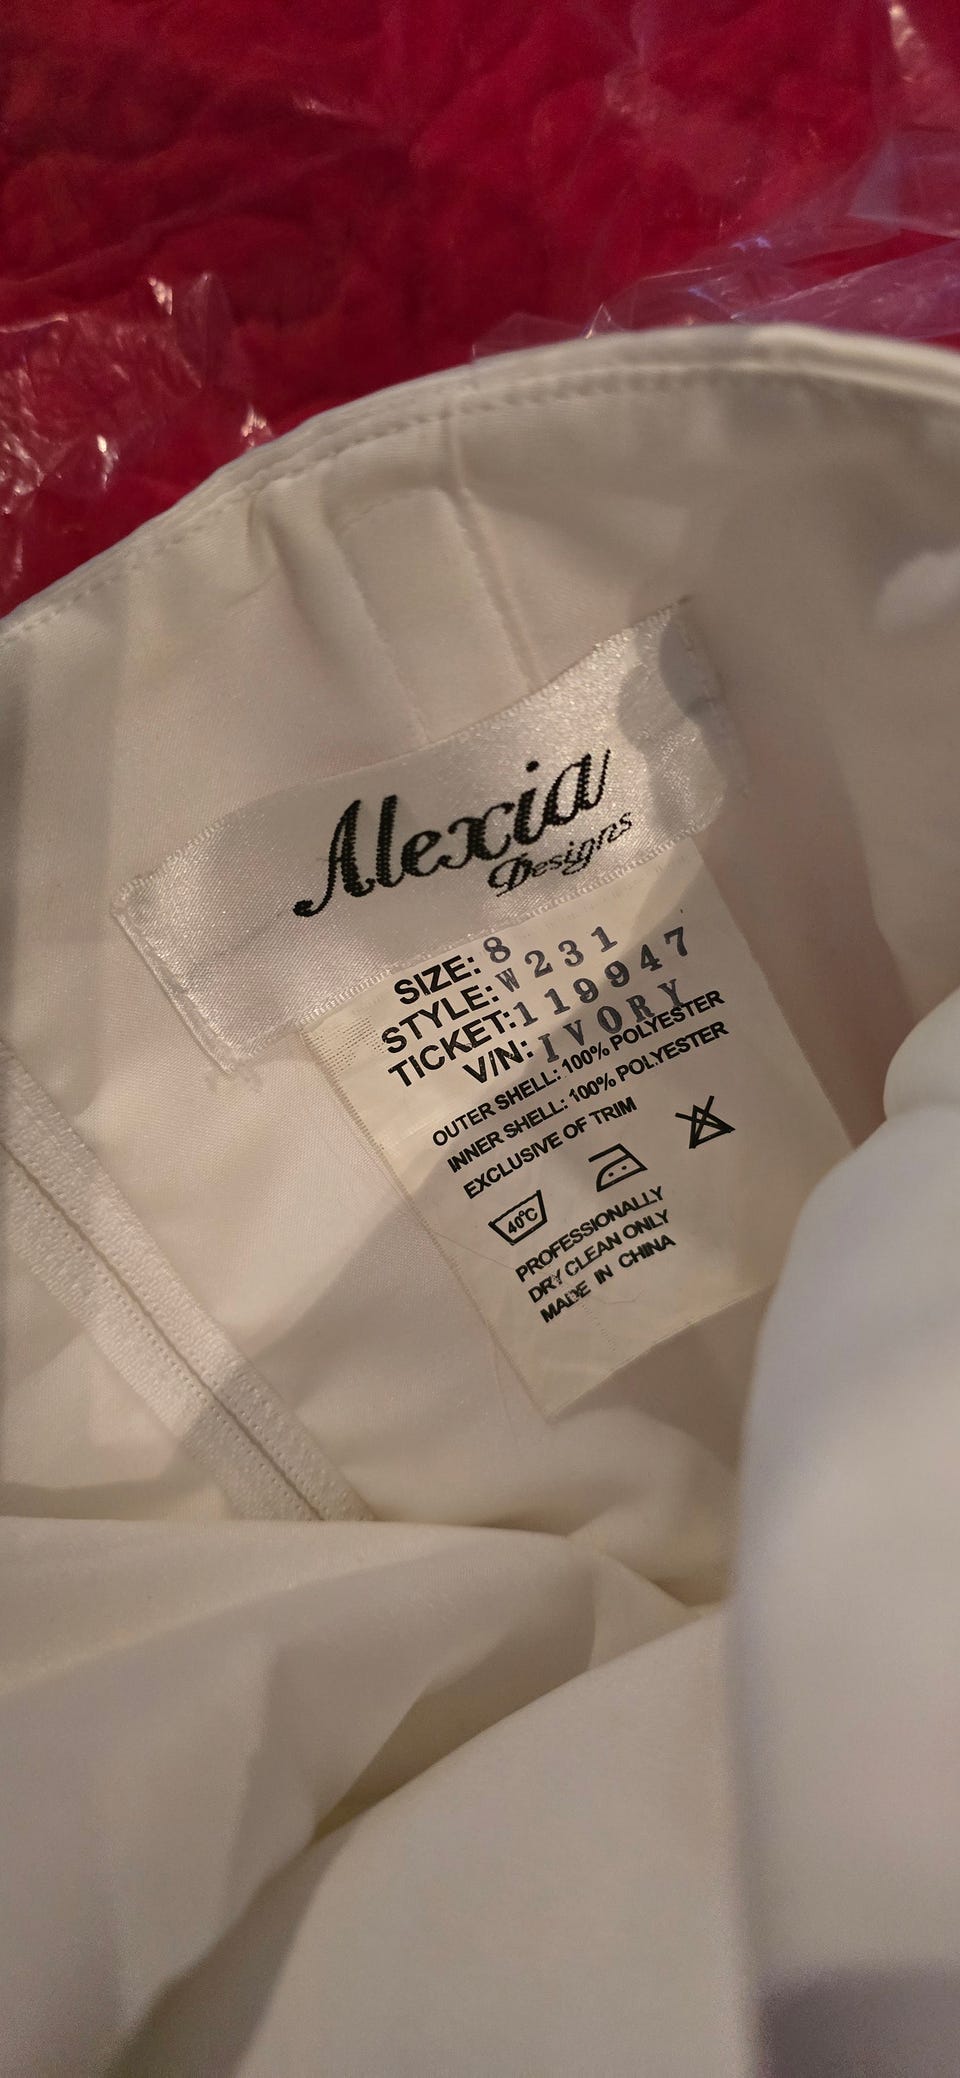 Alexia
Designs
SIZE: 8
STYLE: W231
TICKET: 119947
V/N: IVORY
OUTER SHELL: 100% POLYESTER
INNER SHELL: 100% POLYESTER
EXCLUSIVE OF TRIM
40°C
PROFESSIONALLY
DRY CLEAN ONLY
MADE IN CHINA